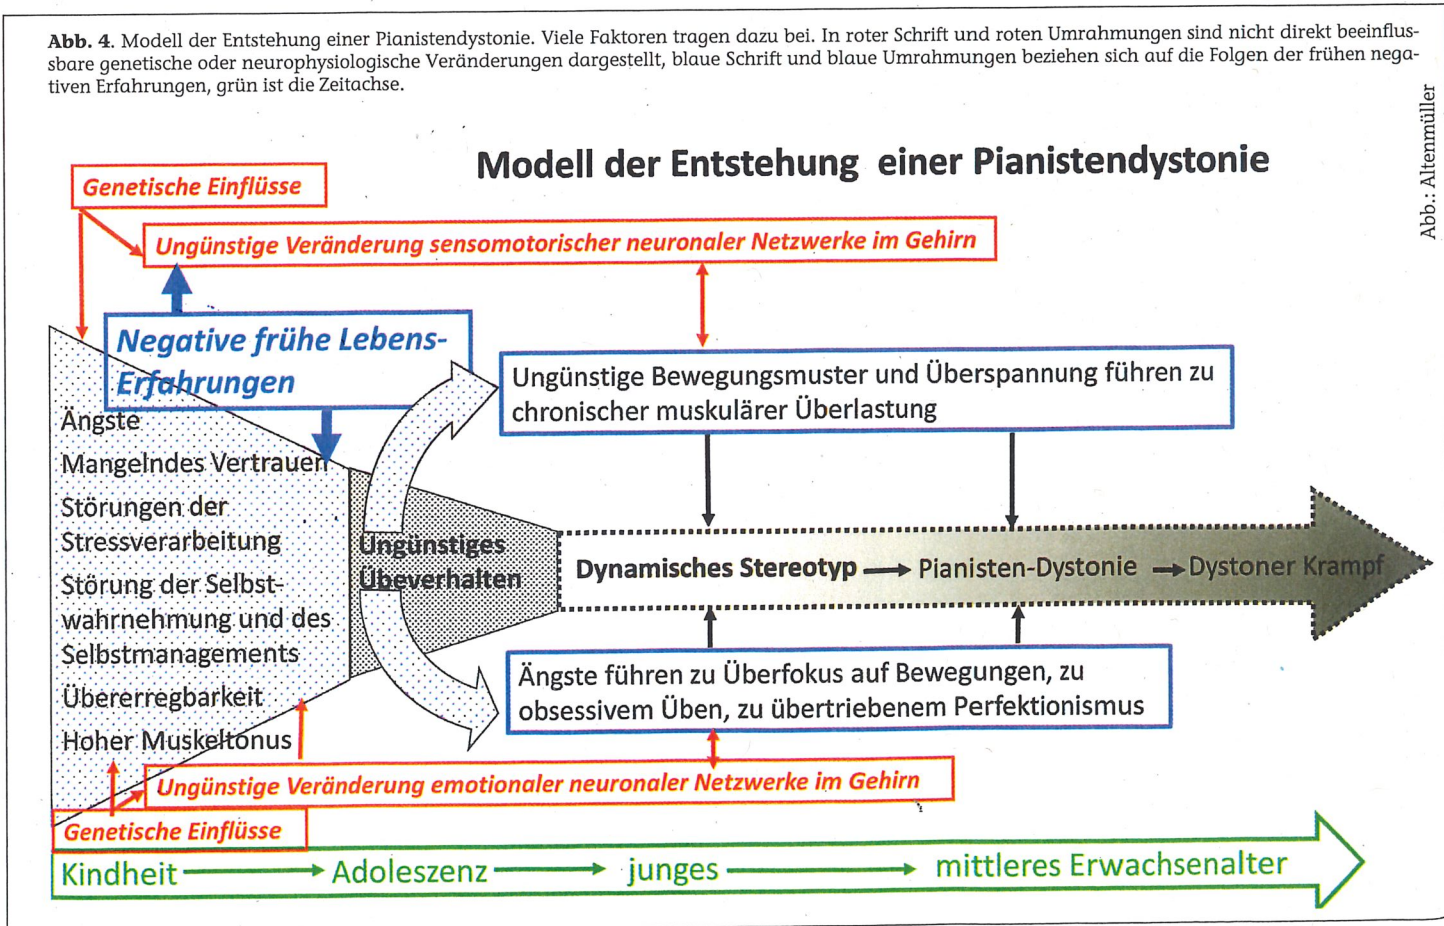 Abb. 4. Modell der Entstehung einer Pianistendystonie. Viele Faktoren tragen dazu bei. In roter Schrift und roten Umrahmungen sind nicht direkt beeinflus-
sbare genetische oder neurophysiologische Veränderungen dargestellt, blaue Schrift und blaue Umrahmungen beziehen sich auf die Folgen der frühen nega-
tiven Erfahrungen, grün ist die Zeitachse.
Abb.: Altenmüller
Modell der Entstehung einer Pianistendystonie
Genetische Einflüsse
Ungünstige Veränderung sensomotorischer neuronaler Netzwerke im Gehirn
Negative frühe Lebens-
Erfahrungen
Ängste
Mangelndes Vertrauen
Störungen der
Stressverarbeitung
Störung der Selbst-
wahrnehmung und des
Selbstmanagements
Übererregbarkeit
Hoher Muskeltonus
Ungünstiges
Übeverhalten
Ungünstige Bewegungsmuster und Überspannung führen zu
chronischer muskulärer Überlastung
Dynamisches Stereotyp → Pianisten-Dystonie → Dystoner Krampf
Ängste führen zu Überfokus auf Bewegungen, zu
obsessivem Üben, zu übertriebenem Perfektionismus
Ungünstige Veränderung emotionaler neuronaler Netzwerke im Gehirn
Genetische Einflüsse
Kindheit → Adoleszenz → junges → mittleres Erwachsenalter